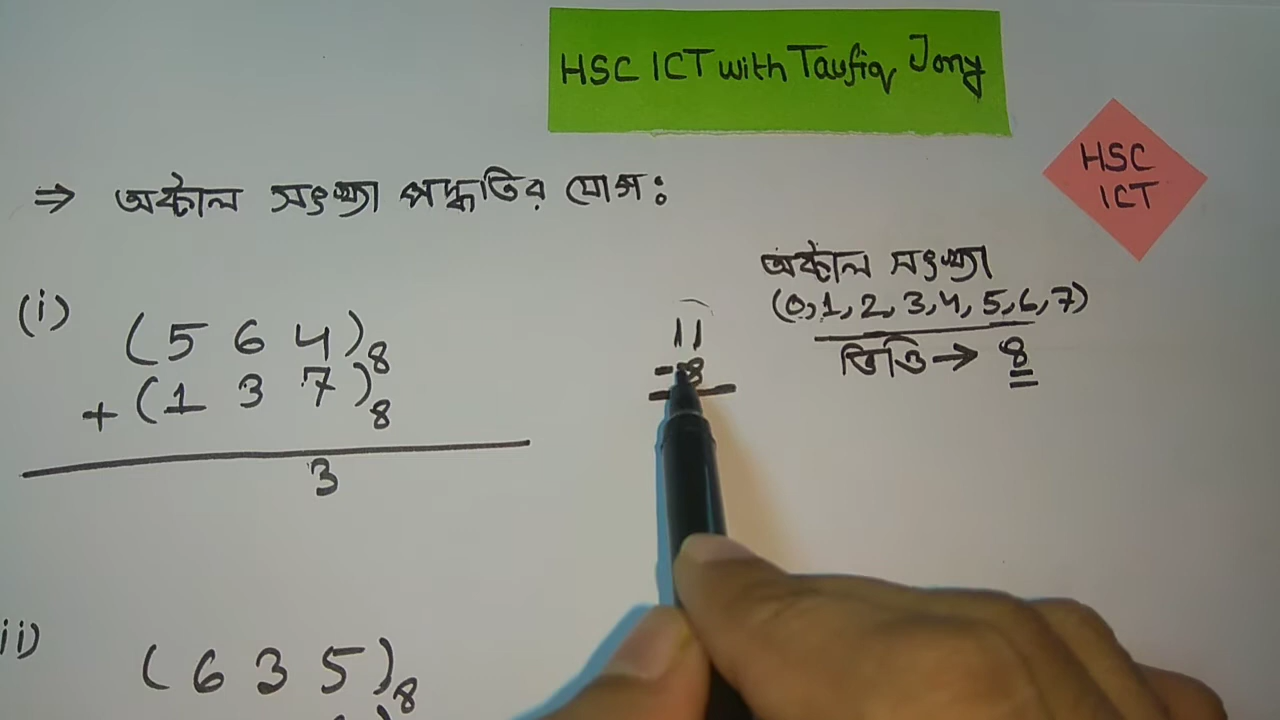 HSC ICT with Taufiq Jony
HSC
ICT
⇒ অক্টাল সংখ্যা পদ্ধতির যোগ:
অক্টাল সংখ্যা
(0,1,2,3,4,5,6,7)
ভিত্তি → 8
(i)
(5 6 4)₈
+ (1 3 7)₈
3
11
- 8
ii)
(6 3 5)₈